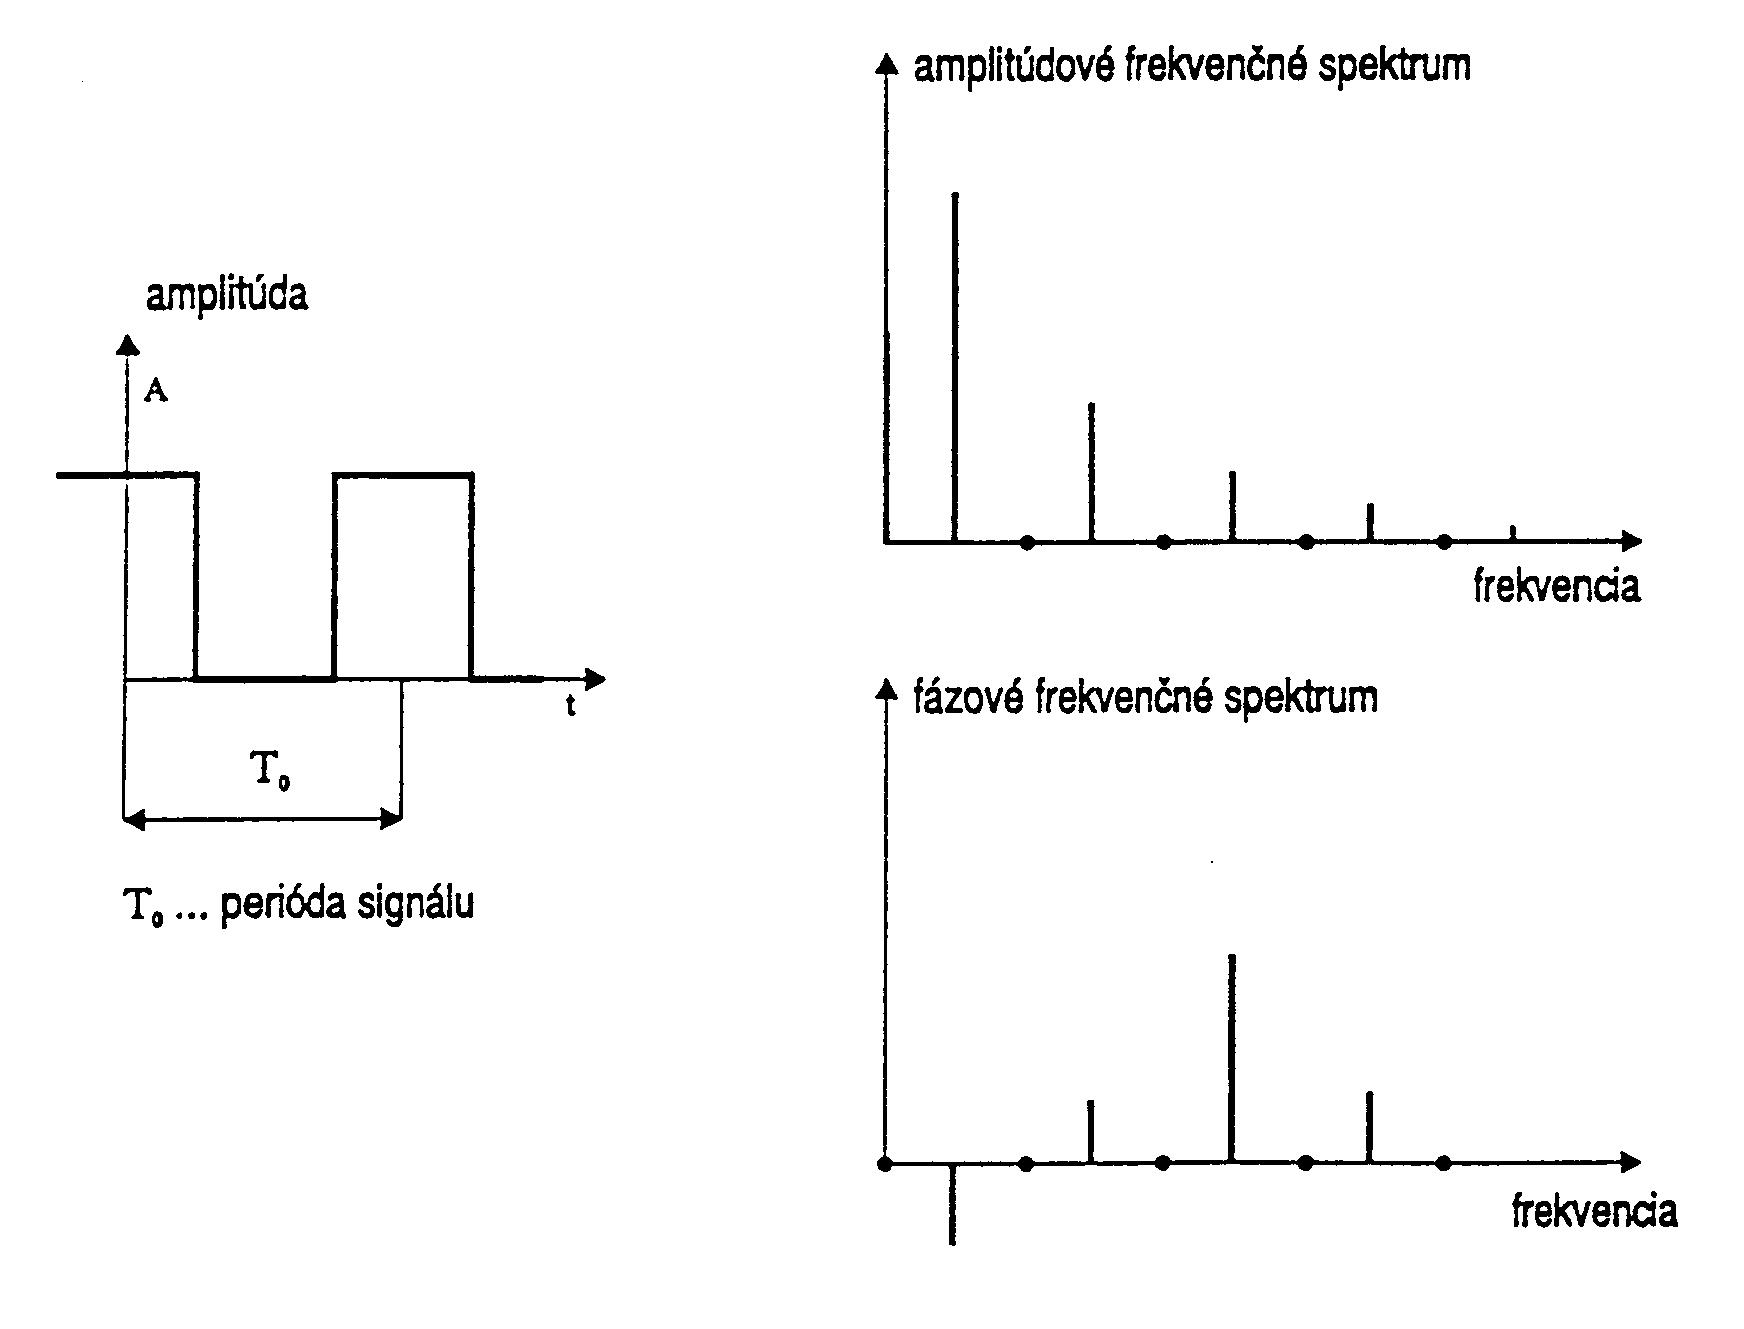 amplitúda
A
t
T₀
T₀ ... perióda signálu
amplitúdové frekvenčné spektrum
frekvencia
fázové frekvenčné spektrum
frekvencia